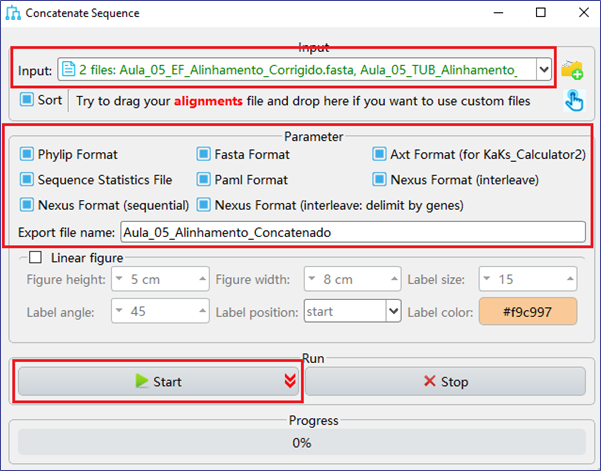 Concatenate Sequence
Input
Input: 2 files: Aula_05_EF_Alinhamento_Corrigido.fasta, Aula_05_TUB_Alinhamento_
Sort Try to drag your alignments file and drop here if you want to use custom files
Parameter
Phylip Format Fasta Format Axt Format (for KaKs_Calculator2)
Sequence Statistics File Paml Format Nexus Format (interleave)
Nexus Format (sequential) Nexus Format (interleave: delimit by genes)
Export file name: Aula_05_Alinhamento_Concatenado
Linear figure
Figure height: 5 cm Figure width: 8 cm Label size: 15
Label angle: 45 Label position: start Label color: #f9c997
Run
Start Stop
Progress
0%